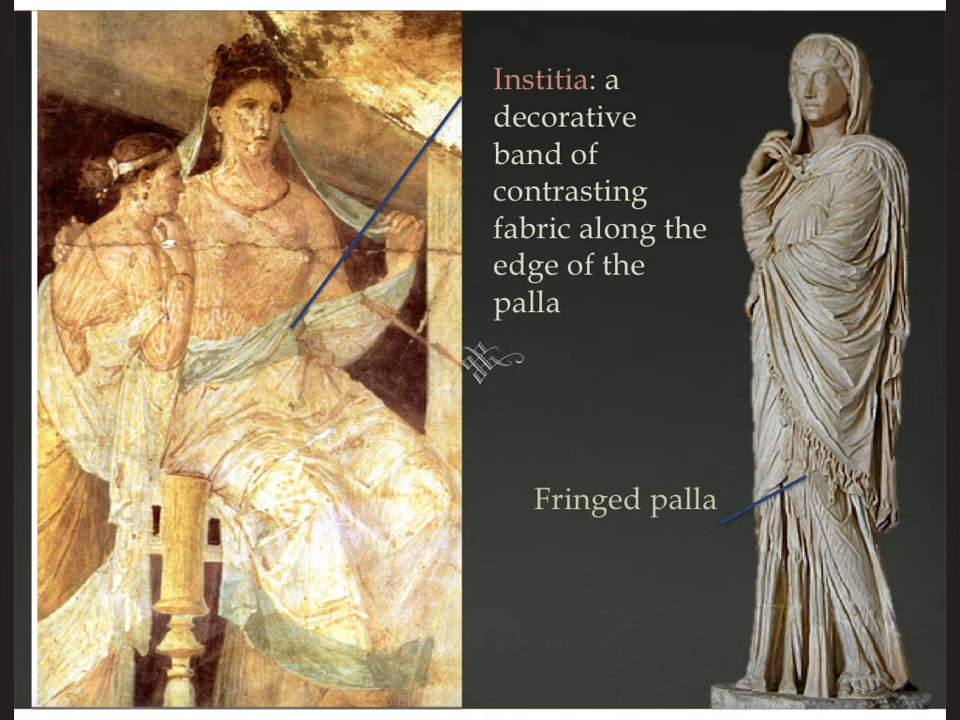 Institia: a
decorative
band of
contrasting
fabric along the
edge of the
palla
Fringed palla